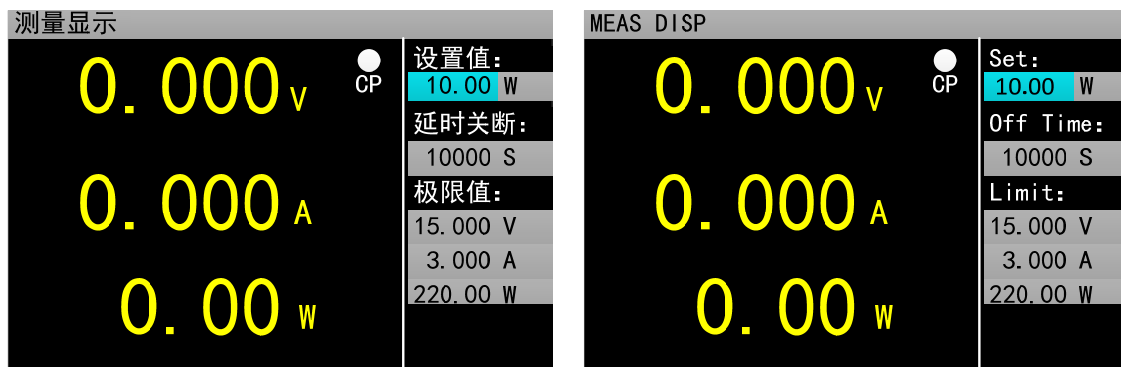 测量显示
0.000 V
CP
0.000 A
0.00 W
设置值:
10.00 W
延时关断:
10000 S
极限值:
15.000 V
3.000 A
220.00 W
MEAS DISP
0.000 V
CP
0.000 A
0.00 W
Set:
10.00 W
Off Time:
10000 S
Limit:
15.000 V
3.000 A
220.00 W